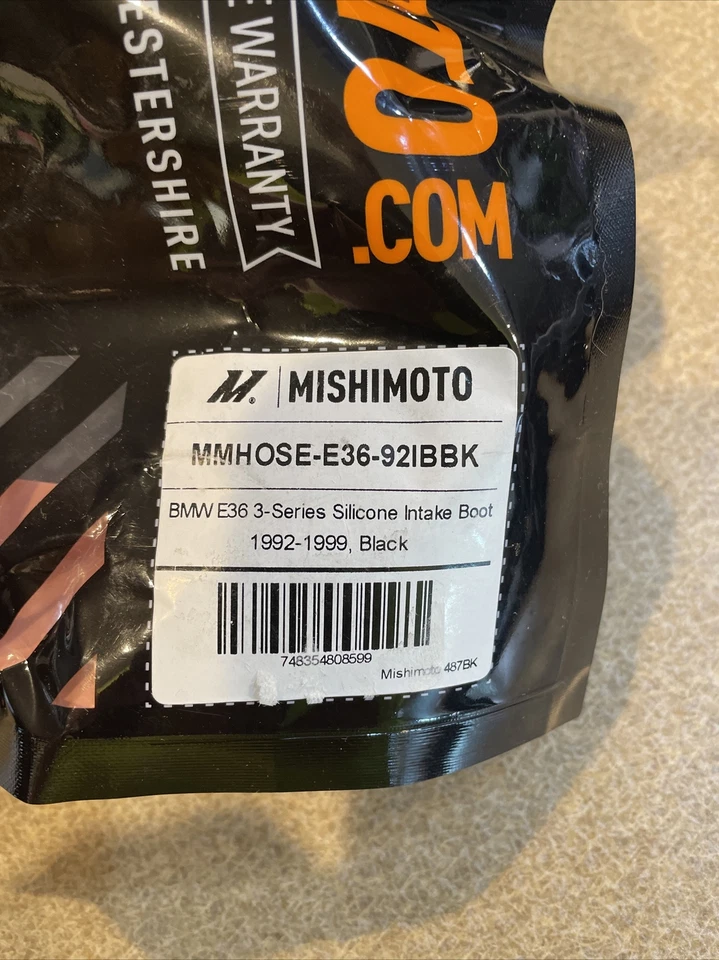 WARRANTY
ESTERSHIRE
.COM
MISHIMOTO
MMHOSE-E36-92IBBK
BMW E36 3-Series Silicone Intake Boot
1992-1999, Black
748354808599
Mishimoto 487BK